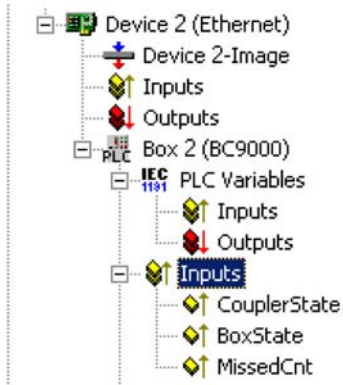 Device 2 (Ethernet)
Device 2-Image
Inputs
Outputs
PLC Box 2 (BC9000)
IEC 1131 PLC Variables
Inputs
Outputs
Inputs
CouplerState
BoxState
MissedCnt